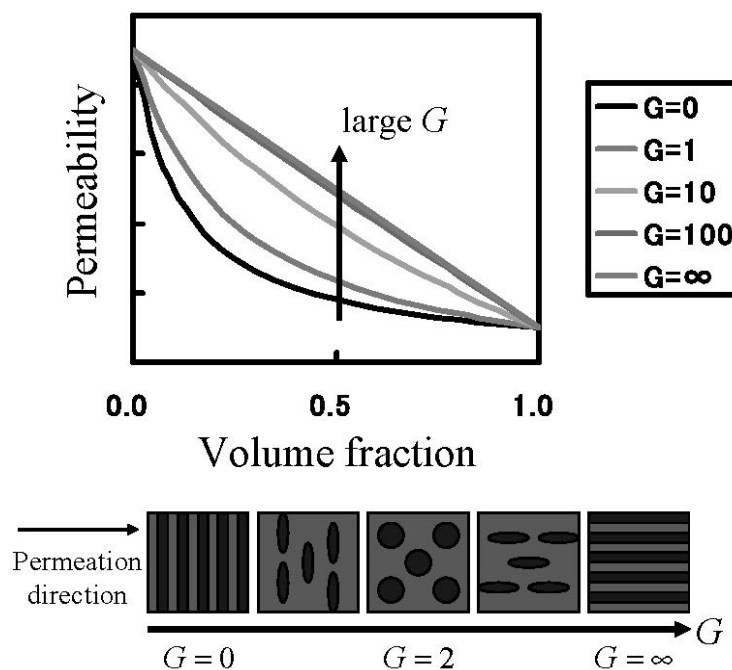 Permeability
large G
G=0
G=1
G=10
G=100
G=∞
0.0 0.5 1.0
Volume fraction
Permeation
direction
G
G = 0 G = 2 G = ∞